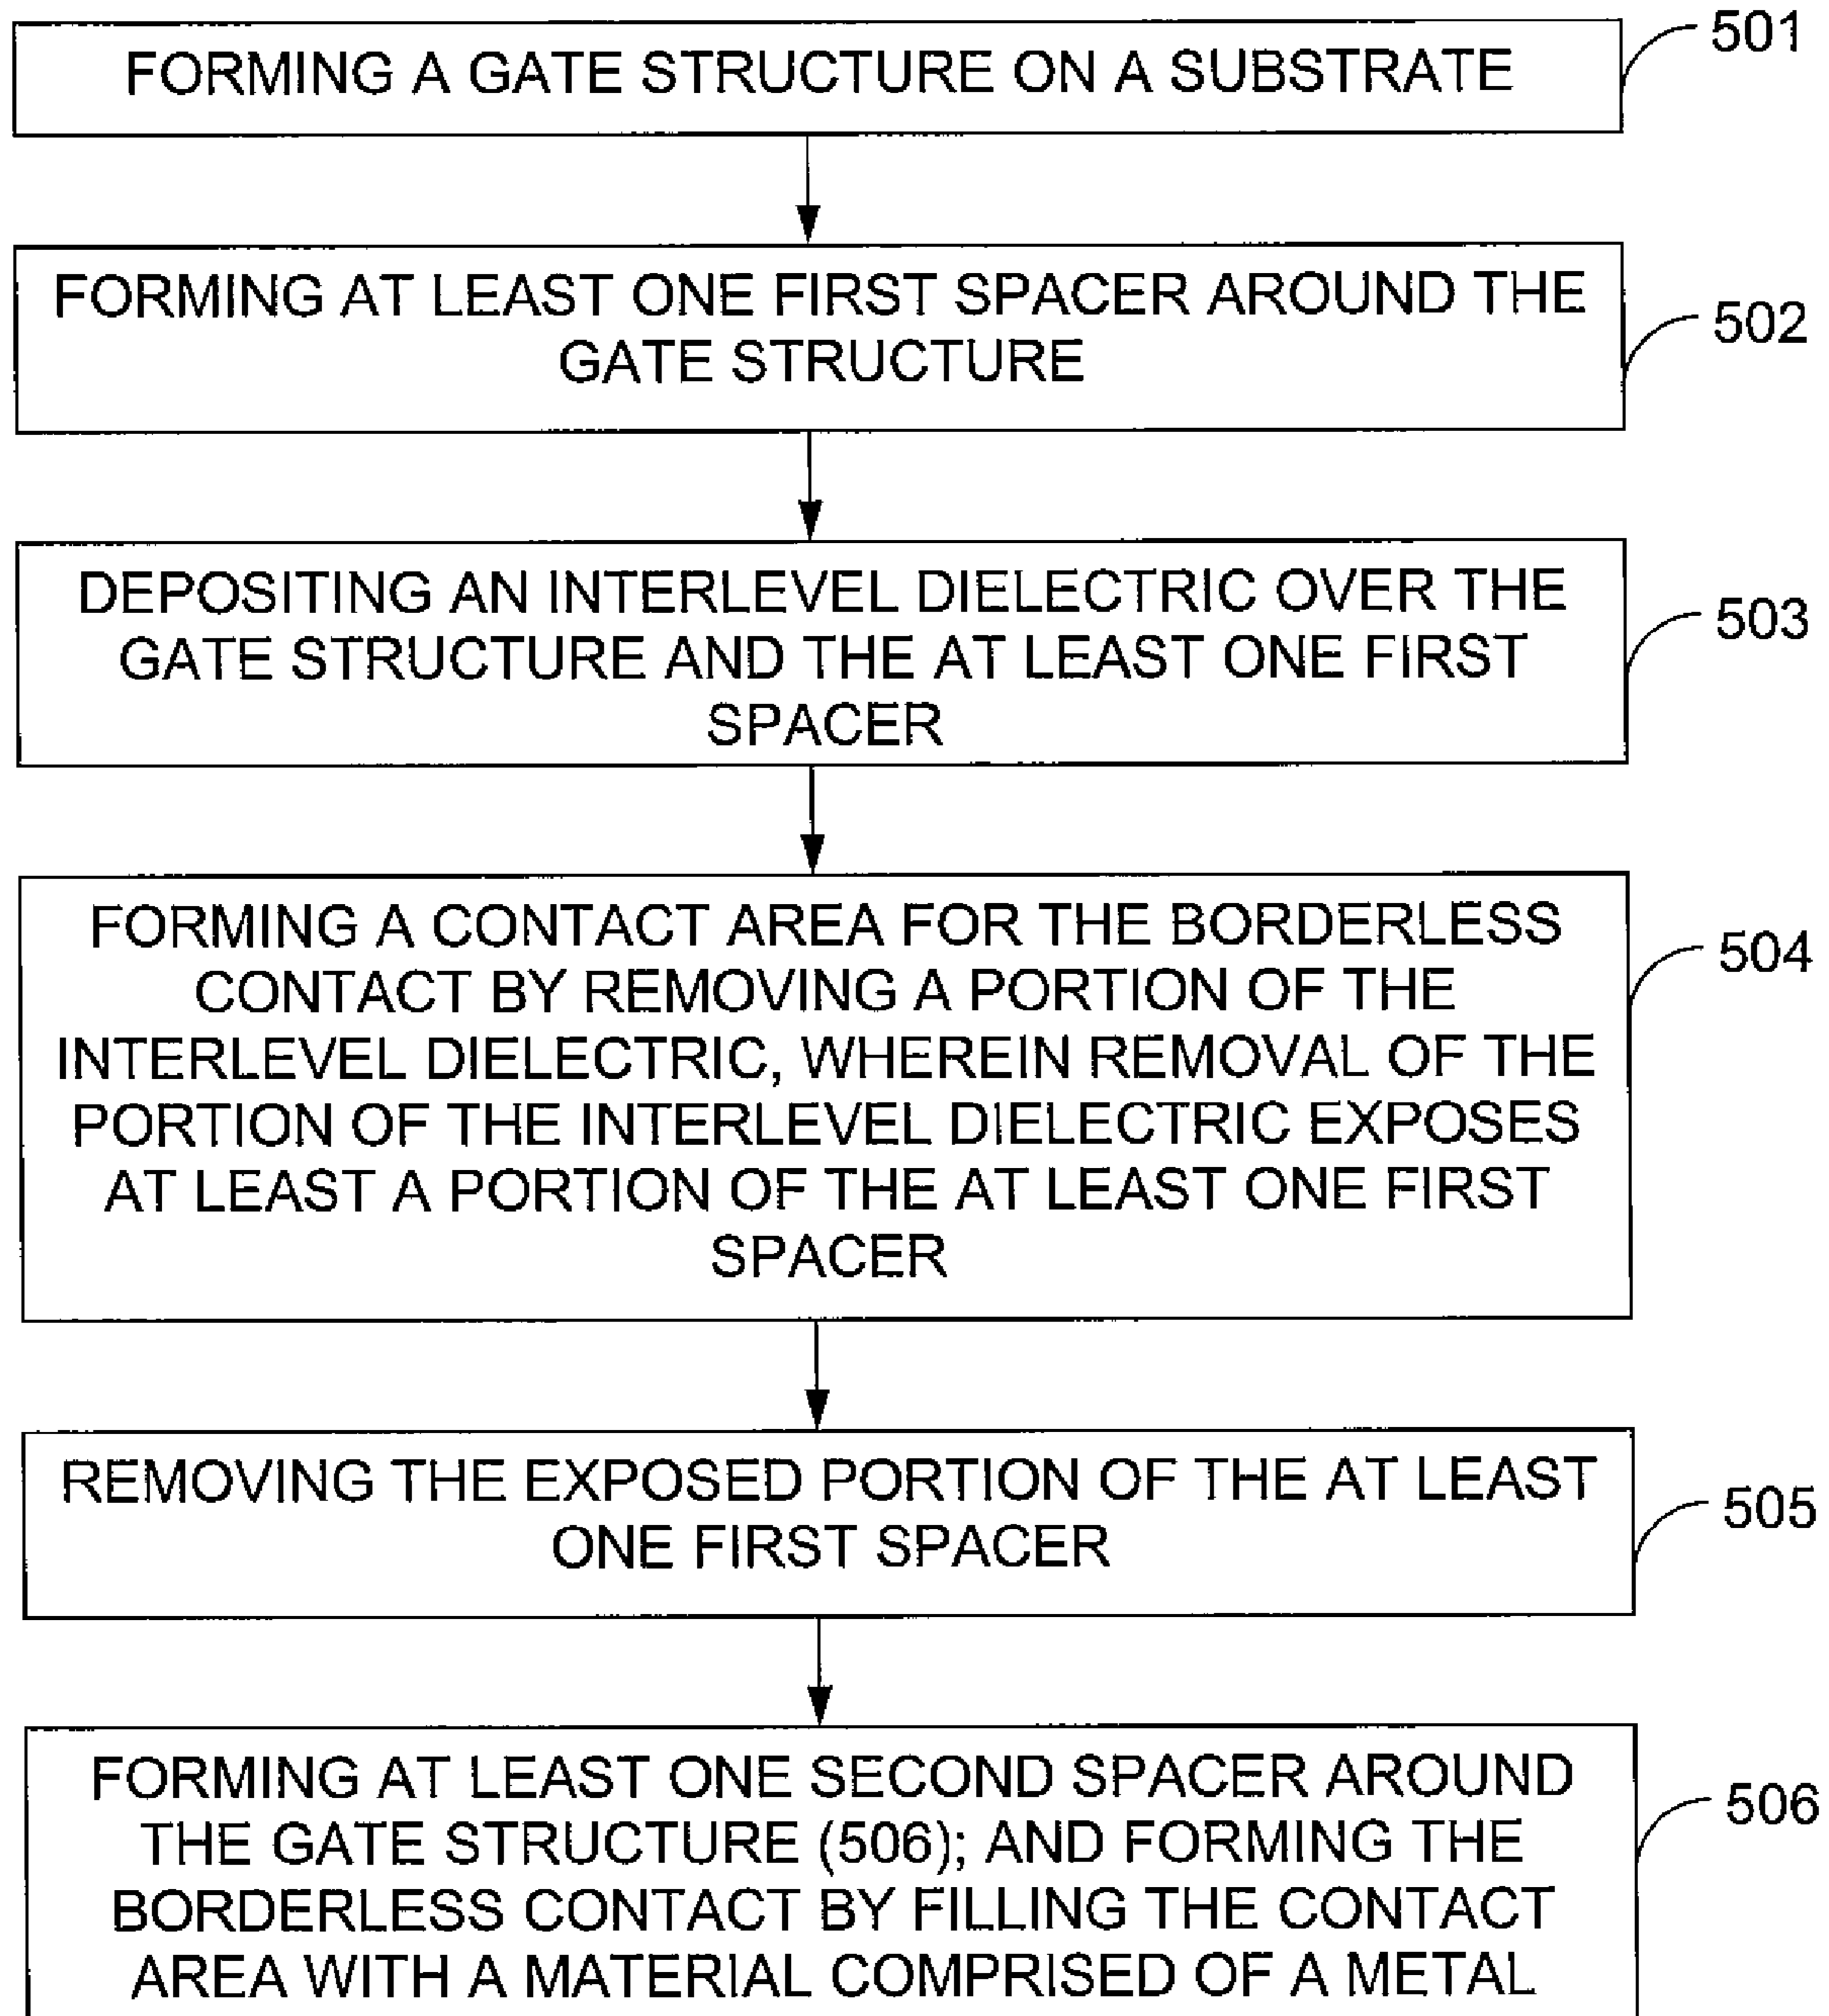 FORMING A GATE STRUCTURE ON A SUBSTRATE
501
FORMING AT LEAST ONE FIRST SPACER AROUND THE
GATE STRUCTURE
502
DEPOSITING AN INTERLEVEL DIELECTRIC OVER THE
GATE STRUCTURE AND THE AT LEAST ONE FIRST
SPACER
503
FORMING A CONTACT AREA FOR THE BORDERLESS
CONTACT BY REMOVING A PORTION OF THE
INTERLEVEL DIELECTRIC, WHEREIN REMOVAL OF THE
PORTION OF THE INTERLEVEL DIELECTRIC EXPOSES
AT LEAST A PORTION OF THE AT LEAST ONE FIRST
SPACER
504
REMOVING THE EXPOSED PORTION OF THE AT LEAST
ONE FIRST SPACER
505
FORMING AT LEAST ONE SECOND SPACER AROUND
THE GATE STRUCTURE (506); AND FORMING THE
BORDERLESS CONTACT BY FILLING THE CONTACT
AREA WITH A MATERIAL COMPRISED OF A METAL
506